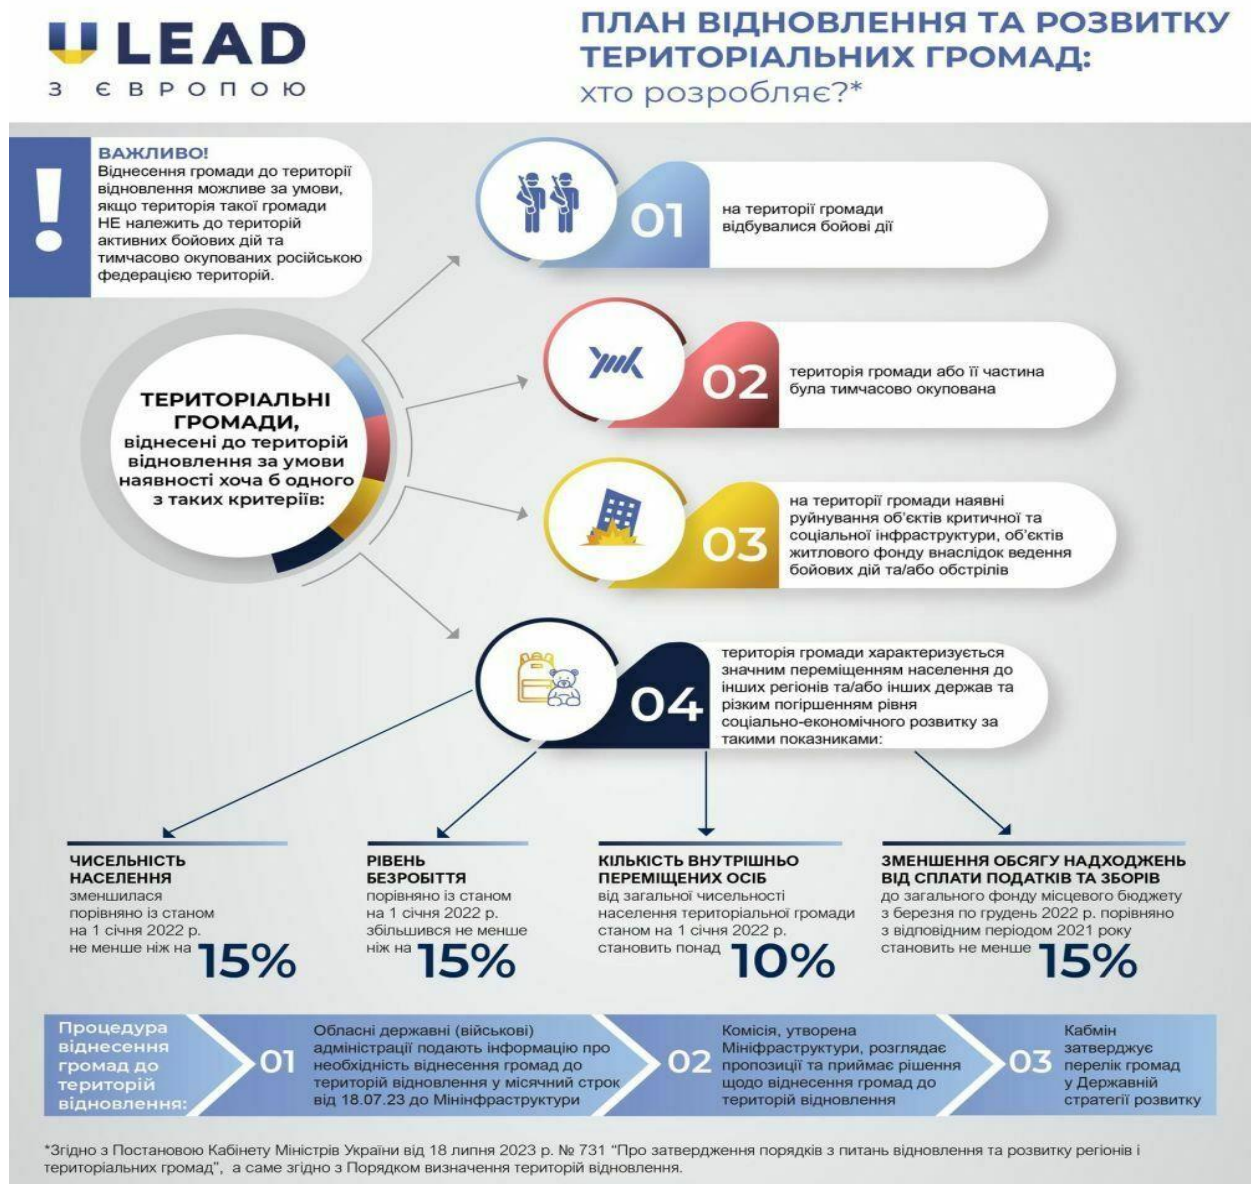 U LEAD
З ЄВРОПОЮ
ПЛАН ВІДНОВЛЕННЯ ТА РОЗВИТКУ
ТЕРИТОРІАЛЬНИХ ГРОМАД:
хто розробляє?*
!
ВАЖЛИВО!
Віднесення громади до території
відновлення можливе за умови,
якщо територія такої громади
НЕ належить до територій
активних бойових дій та
тимчасово окупованих російською
федерацією територій.
ТЕРИТОРІАЛЬНІ
ГРОМАДИ,
віднесені до територій
відновлення за умови
наявності хоча б одного
з таких критеріїв:
01
на території громади
відбувалися бойові дії
02
територія громади або її частина
була тимчасово окупована
03
на території громади наявні
руйнування об’єктів критичної та
соціальної інфраструктури, об’єктів
житлового фонду внаслідок ведення
бойових дій та/або обстрілів
04
територія громади характеризується
значним переміщенням населення до
інших регіонів та/або інших держав та
різким погіршенням рівня
соціально-економічного розвитку за
такими показниками:
ЧИСЕЛЬНІСТЬ
НАСЕЛЕННЯ
зменшилася
порівняно із станом
на 1 січня 2022 р.
не менше ніж на 15%
РІВЕНЬ
БЕЗРОБІТТЯ
порівняно із станом
на 1 січня 2022 р.
збільшився не менше
ніж на 15%
КІЛЬКІСТЬ ВНУТРІШНЬО
ПЕРЕМІЩЕНИХ ОСІБ
від загальної чисельності
населення територіальної громади
станом на 1 січня 2022 р.
становить понад 10%
ЗМЕНШЕННЯ ОБСЯГУ НАДХОДЖЕНЬ
ВІД СПЛАТИ ПОДАТКІВ ТА ЗБОРІВ
до загального фонду місцевого бюджету
з березня по грудень 2022 р. порівняно
з відповідним періодом 2021 року
становить не менше 15%
Процедура
віднесення
громад до
територій
відновлення:
01
Обласні державні (військові)
адміністрації подають інформацію про
необхідність віднесення громад до
територій відновлення у місячний строк
від 18.07.23 до Мінінфраструктури
02
Комісія, утворена
Мініфраструктури, розглядає
пропозиції та приймає рішення
щодо віднесення громад до
територій відновлення
03
Кабмін
затверджує
перелік громад
у Державній
стратегії розвитку
*Згідно з Постановою Кабінету Міністрів України від 18 липня 2023 р. № 731 “Про затвердження порядків з питань відновлення та розвитку регіонів і
територіальних громад”, а саме згідно з Порядком визначення територій відновлення.